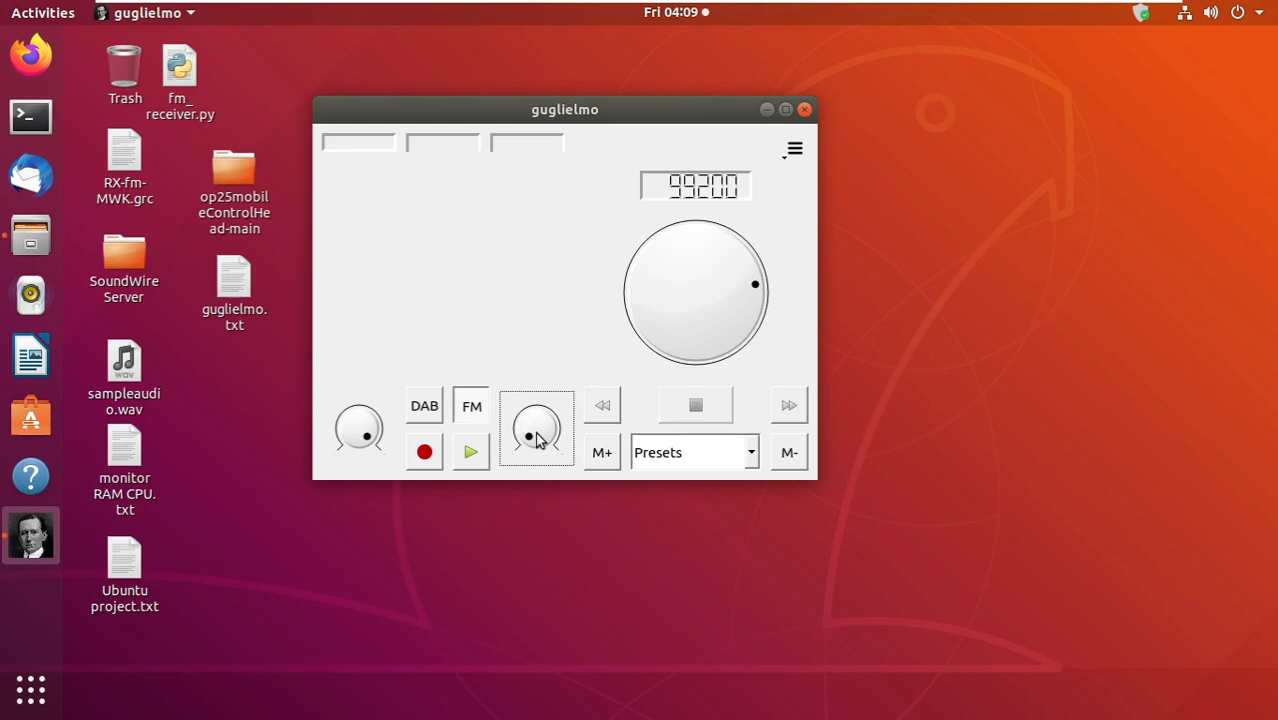 Activities
guglielmo
Fri 04:09
Trash
fm_
receiver.py
RX-fm-
MWK.grc
op25mobil
eControlHe
ad-main
SoundWire
Server
guglielmo.
txt
sampleaudi
o.wav
monitor
RAM CPU.
txt
Ubuntu
project.txt
guglielmo
99200
DAB
FM
M+
Presets
M-